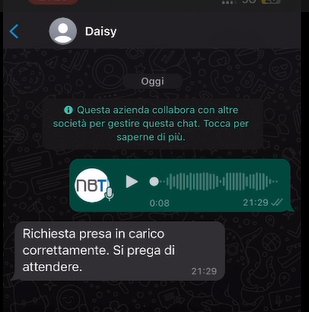 Daisy
Oggi
Questa azienda collabora con altre
società per gestire questa chat. Tocca per
saperne di più.
NBT
0:08
21:29
Richiesta presa in carico
correttamente. Si prega di
attendere.
21:29